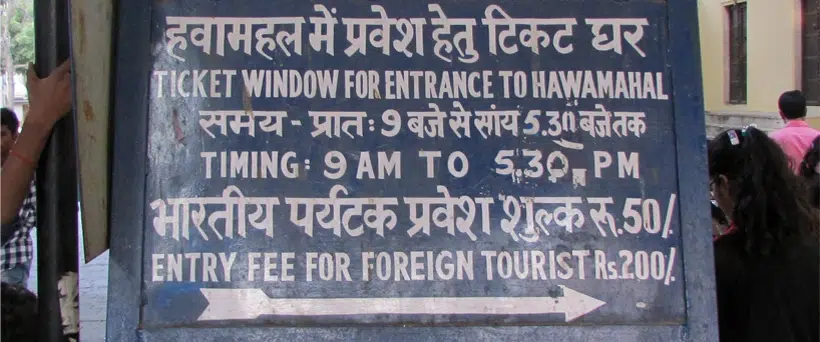 हवामहल में प्रवेश हेतु टिकट घर
TICKET WINDOW FOR ENTRANCE TO HAWAMAHAL
समय - प्रातः 9 बजे से सांय 5.30 बजे तक
TIMING: 9 AM TO 5.30 PM
भारतीय पर्यटक प्रवेश शुल्क रू.50/
ENTRY FEE FOR FOREIGN TOURIST Rs.200/.